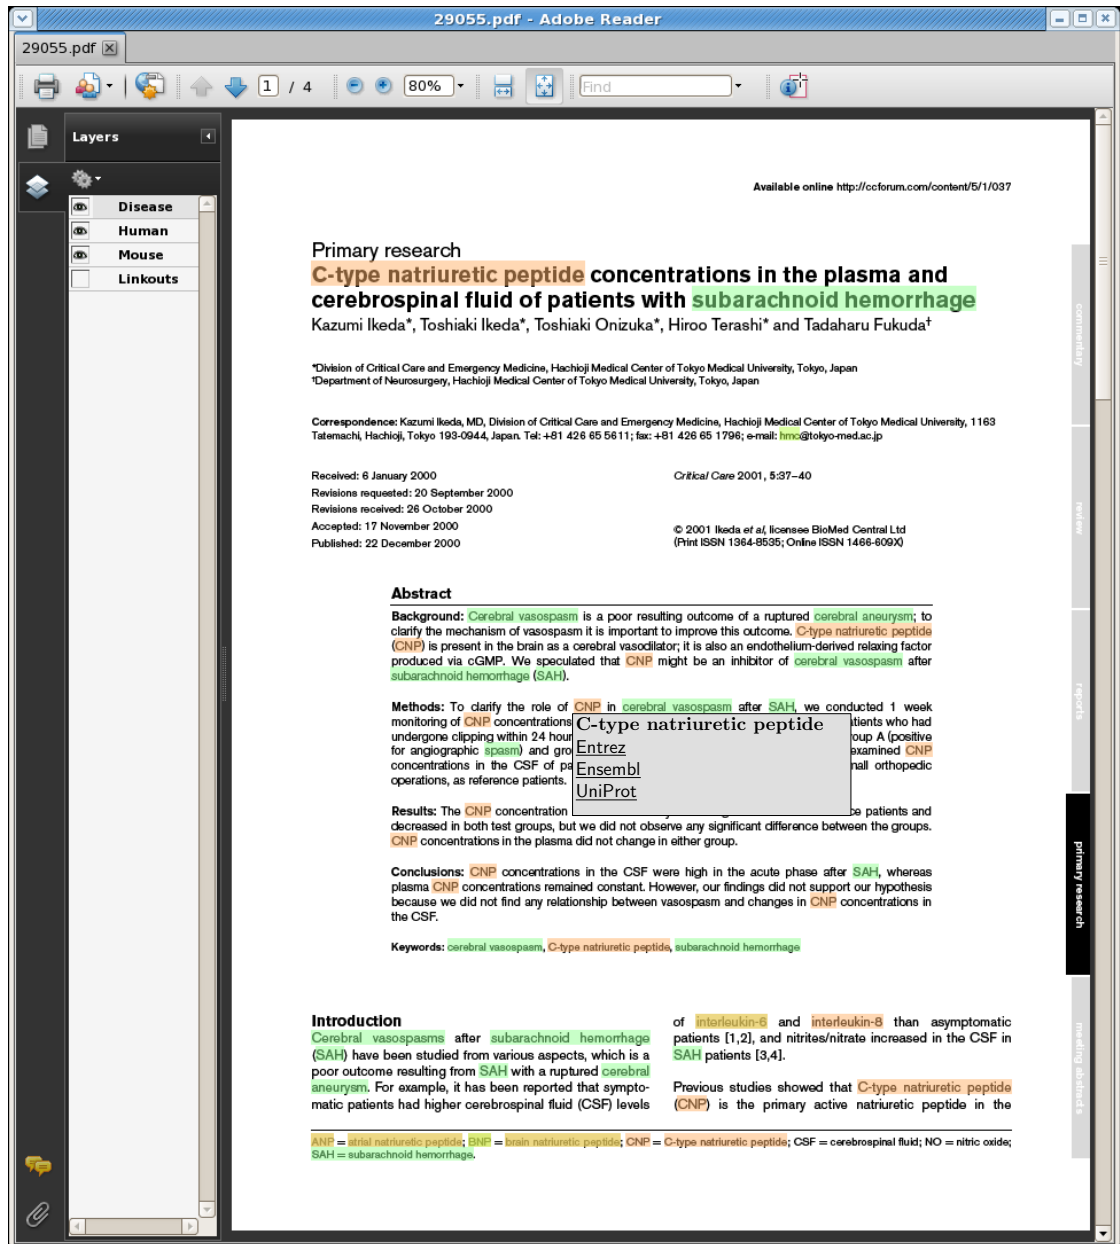 29055.pdf - Adobe Reader
29055.pdf
1 / 4
80%
Find
Layers
Disease
Human
Mouse
Linkouts
Available online http://ccforum.com/content/5/1/037
Primary research
C-type natriuretic peptide concentrations in the plasma and
cerebrospinal fluid of patients with subarachnoid hemorrhage
Kazumi Ikeda*, Toshiaki Ikeda*, Toshiaki Onizuka*, Hiroo Terashi* and Tadaharu Fukuda†
*Division of Critical Care and Emergency Medicine, Hachioji Medical Center of Tokyo Medical University, Tokyo, Japan
†Department of Neurosurgery, Hachioji Medical Center of Tokyo Medical University, Tokyo, Japan
Correspondence: Kazumi Ikeda, MD, Division of Critical Care and Emergency Medicine, Hachioji Medical Center of Tokyo Medical University, 1163
Tatemachi, Hachioji, Tokyo 193-0944, Japan. Tel: +81 426 65 5611; fax: +81 426 65 1796; e-mail: hmc@tokyo-med.ac.jp
Received: 6 January 2000
Revisions requested: 20 September 2000
Revisions received: 26 October 2000
Accepted: 17 November 2000
Published: 22 December 2000
Critical Care 2001, 5:37–40
© 2001 Ikeda et al, licensee BioMed Central Ltd
(Print ISSN 1364-8535; Online ISSN 1466-609X)
Abstract
Background: Cerebral vasospasm is a poor resulting outcome of a ruptured cerebral aneurysm; to
clarify the mechanism of vasospasm it is important to improve this outcome. C-type natriuretic peptide
(CNP) is present in the brain as a cerebral vasodilator; it is also an endothelium-derived relaxing factor
produced via cGMP. We speculated that CNP might be an inhibitor of cerebral vasospasm after
subarachnoid hemorrhage (SAH).
Methods: To clarify the role of CNP in cerebral vasospasm after SAH, we conducted 1 week
monitoring of CNP concentrations atients who had
undergone clipping within 24 hour oup A (positive
for angiographic spasm) and gro examined CNP
concentrations in the CSF of pa nall orthopedic
operations, as reference patients.
C-type natriuretic peptide
Entrez
Ensembl
UniProt
Results: The CNP concentration ce patients and
decreased in both test groups, but we did not observe any significant difference between the groups.
CNP concentrations in the plasma did not change in either group.
Conclusions: CNP concentrations in the CSF were high in the acute phase after SAH, whereas
plasma CNP concentrations remained constant. However, our findings did not support our hypothesis
because we did not find any relationship between vasospasm and changes in CNP concentrations in
the CSF.
Keywords: cerebral vasospasm, C-type natriuretic peptide, subarachnoid hemorrhage
Introduction
Cerebral vasospasms after subarachnoid hemorrhage
(SAH) have been studied from various aspects, which is a
poor outcome resulting from SAH with a ruptured cerebral
aneurysm. For example, it has been reported that sympto-
matic patients had higher cerebrospinal fluid (CSF) levels
of interleukin-6 and interleukin-8 than asymptomatic
patients [1,2], and nitrites/nitrate increased in the CSF in
SAH patients [3,4].
Previous studies showed that C-type natriuretic peptide
(CNP) is the primary active natriuretic peptide in the
ANP = atrial natriuretic peptide; BNP = brain natriuretic peptide; CNP = C-type natriuretic peptide; CSF = cerebrospinal fluid; NO = nitric oxide;
SAH = subarachnoid hemorrhage.
commentary
review
reports
primary research
meeting abstracts